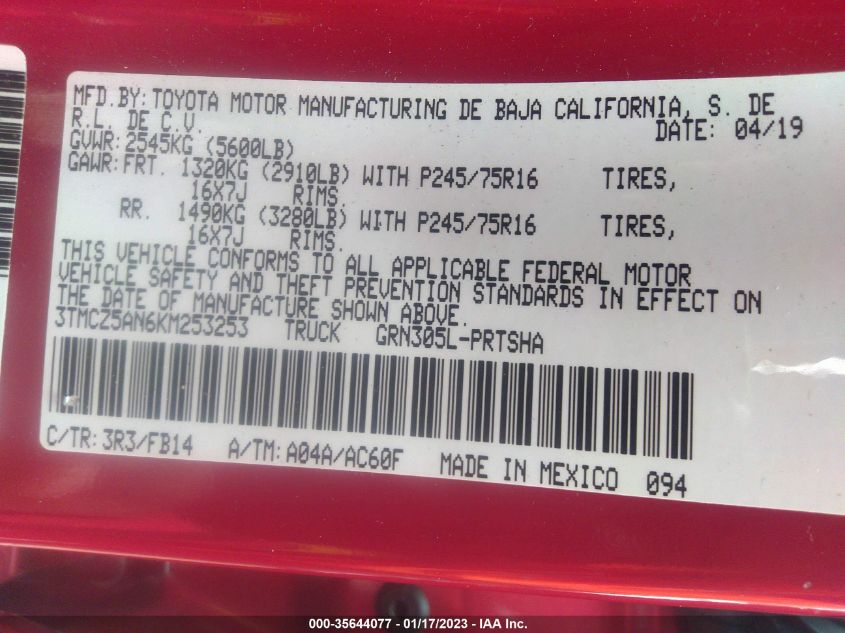 MFD.BY: TOYOTA MOTOR MANUFACTURING DE BAJA CALIFORNIA, S. DE
R.L. DE C.V. DATE: 04/19
GVWR: 2545KG (5600LB)
GAWR: FRT. 1320KG (2910LB) WITH P245/75R16 TIRES,
16X7J RIMS.
RR. 1490KG (3280LB) WITH P245/75R16 TIRES,
16X7J RIMS.
THIS VEHICLE CONFORMS TO ALL APPLICABLE FEDERAL MOTOR
VEHICLE SAFETY AND THEFT PREVENTION STANDARDS IN EFFECT ON
THE DATE OF MANUFACTURE SHOWN ABOVE.
3TMCZ5AN6KM253253 TRUCK GRN305L-PRTSHA
C/TR: 3R3/FB14 A/TM: A04A/AC60F MADE IN MEXICO 094
000-35644077 - 01/17/2023 - IAA Inc.